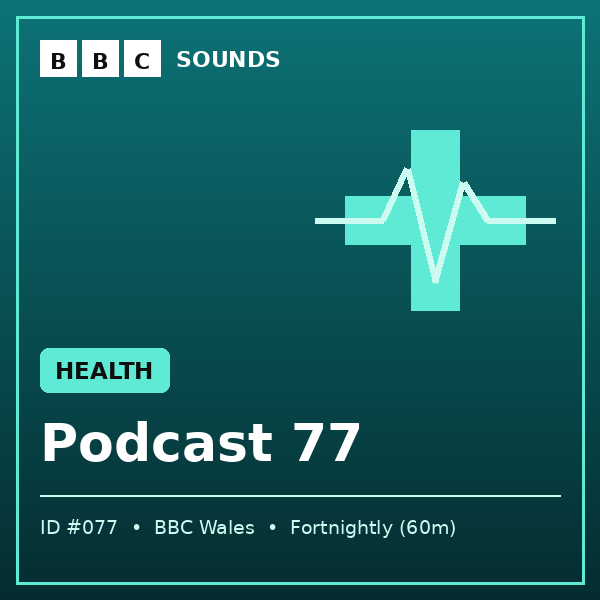 BBC SOUNDS
HEALTH
Podcast 77
ID #077 • BBC Wales • Fortnightly (60m)